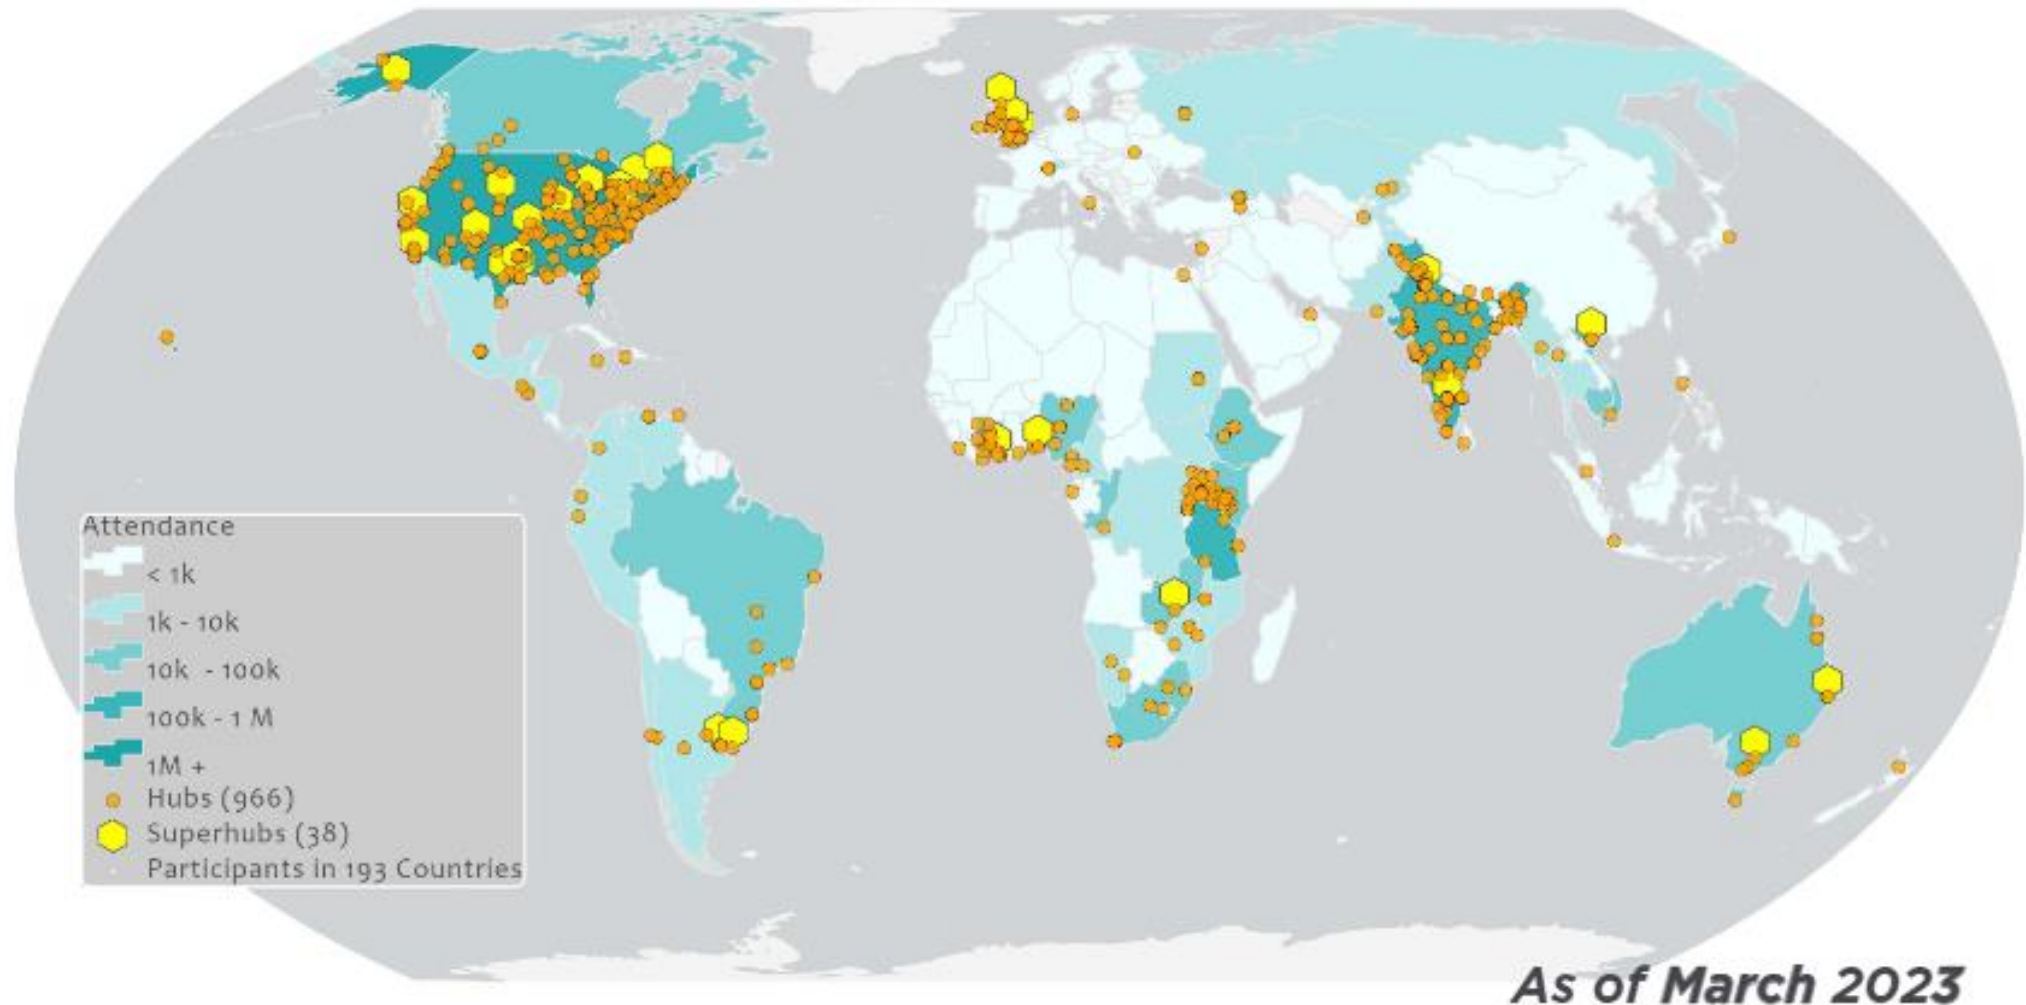 Attendance
< 1k
1k - 10k
10k - 100k
100k - 1 M
1M +
Hubs (966)
Superhubs (38)
Participants in 193 Countries
As of March 2023